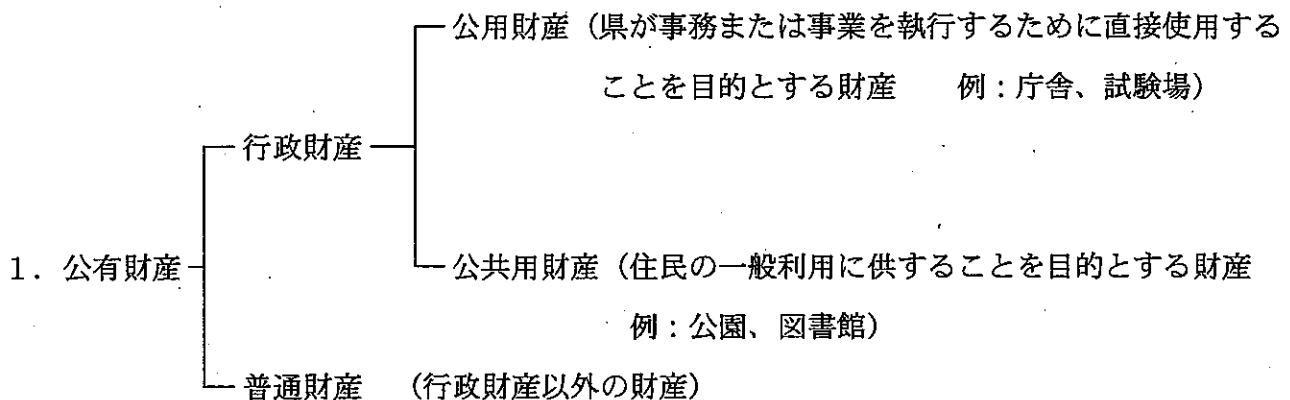 公用財産（県が事務または事業を執行するために直接使用する
ことを目的とする財産　　例：庁舎、試験場）
行政財産
1．公有財産
公共用財産（住民の一般利用に供することを目的とする財産
例：公園、図書館）
普通財産　（行政財産以外の財産）